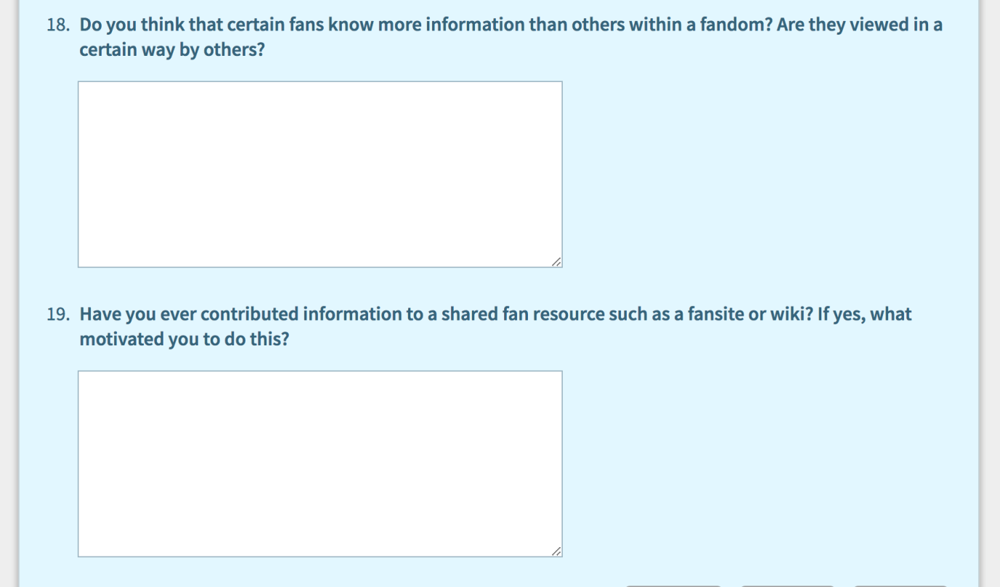 18. Do you think that certain fans know more information than others within a fandom? Are they viewed in a
certain way by others?
19. Have you ever contributed information to a shared fan resource such as a fansite or wiki? If yes, what
motivated you to do this?